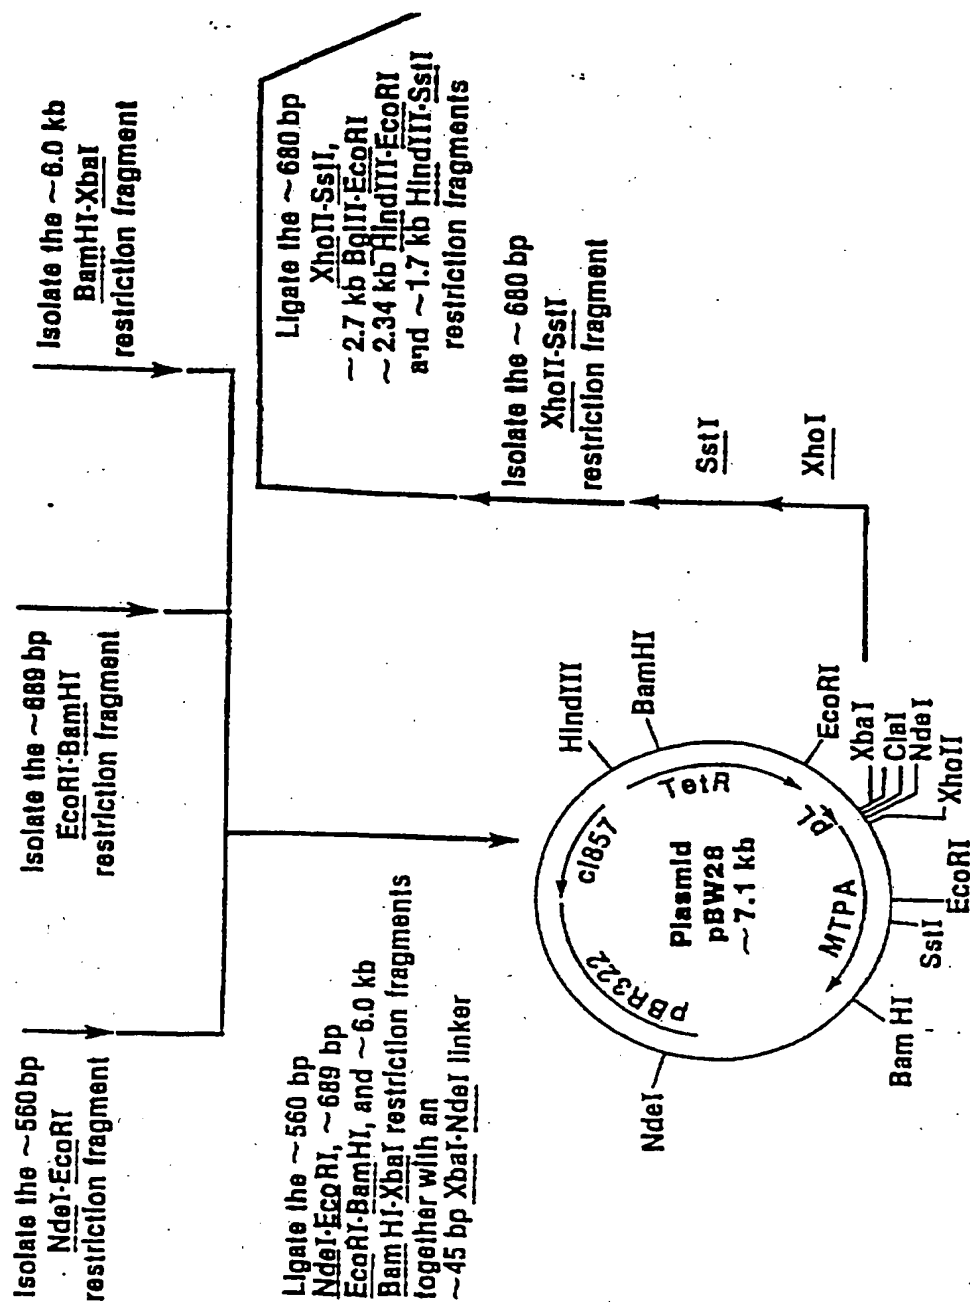 Isolate the ~560 bp
NdeI-EcoRI
restriction fragment
Isolate the ~689 bp
EcoRI-BamHI
restriction fragment
Isolate the ~6.0 kb
BamHI-XbaI
restriction fragment
Ligate the ~560 bp
NdeI-EcoRI, ~689 bp
EcoRI-BamHI, and ~6.0 kb
Bam HI-XbaI restriction fragments
together with an
~45 bp XbaI-NdeI linker
Ligate the ~680 bp
XhoII-SstI,
~2.7 kb BglII-EcoRI
~2.34 kb HindIII-EcoRI
and ~1.7 kb HindIII-SstI
restriction fragments
Isolate the ~680 bp
XhoII-SstI
restriction fragment
SstI
XhoI
HindIII
BamHI
EcoRI
XbaI
ClaI
NdeI
XhoII
EcoRI
SstI
Bam HI
NdeI
cI857
TetR
pL
MTPA
pBR322
Plasmid
pBW28
~7.1 kb